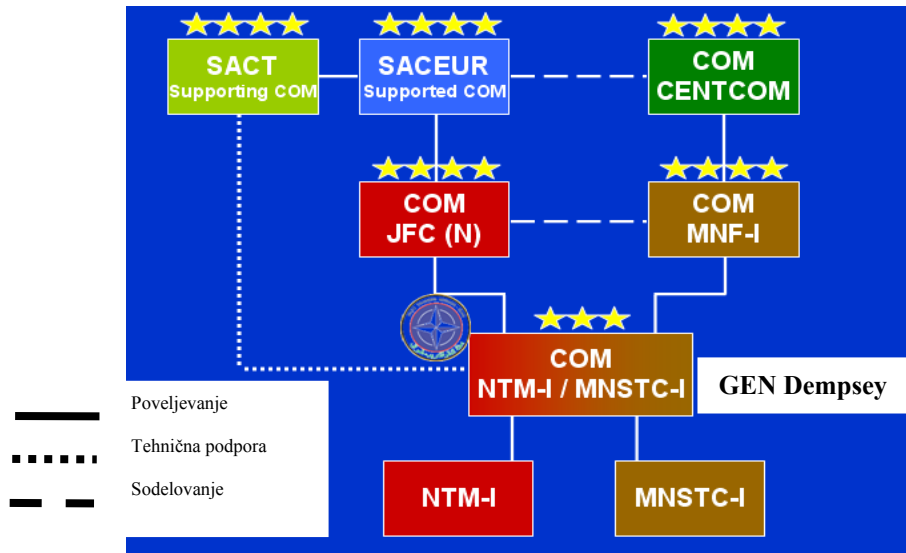 SACT
Supporting COM
SACEUR
Supported COM
COM
CENTCOM
COM
JFC (N)
COM
MNF-I
COM
NTM-I / MNSTC-I
GEN Dempsey
Poveljevanje
Tehnična podpora
Sodelovanje
NTM-I
MNSTC-I